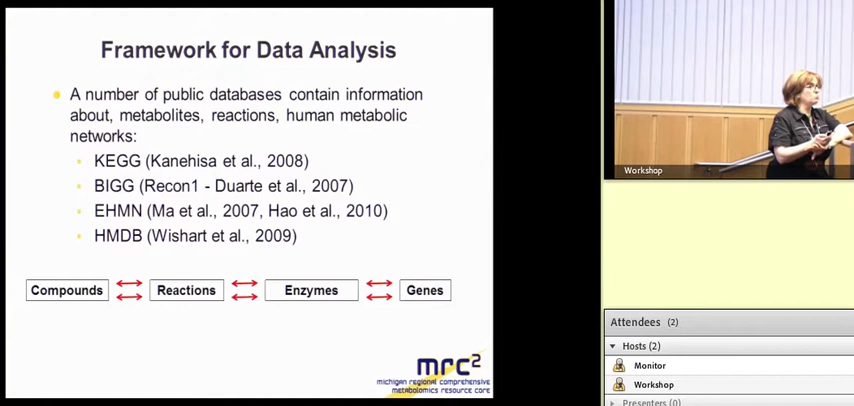 Framework for Data Analysis
A number of public databases contain information
about, metabolites, reactions, human metabolic
networks:
KEGG (Kanehisa et al., 2008)
BIGG (Recon1 - Duarte et al., 2007)
EHMN (Ma et al., 2007, Hao et al., 2010)
HMDB (Wishart et al., 2009)
Compounds Reactions Enzymes Genes
mrc2
michigan regional comprehensive
metabolomics resource core
Workshop
Attendees (2)
Hosts (2)
Monitor
Workshop
Presenters (0)